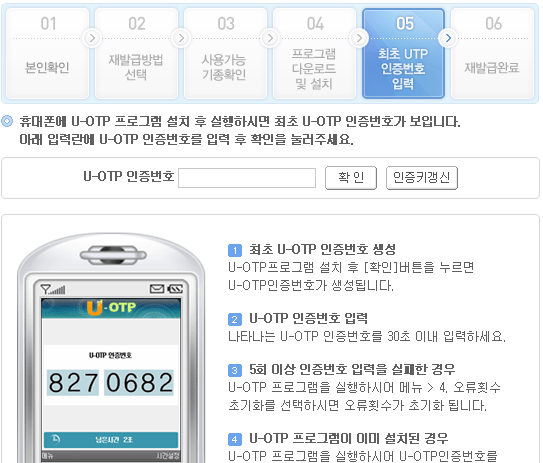 01
02
03
04
05
06
본인확인
재발급방법
선택
사용가능
기종확인
프로그램
다운로드
및 설치
최초 UTP
인증번호
입력
재발급완료
휴대폰에 U-OTP 프로그램 설치 후 실행하시면 최초 U-OTP 인증번호가 보입니다.
아래 입력란에 U-OTP 인증번호를 입력 후 확인을 눌러주세요.
U-OTP 인증번호 확 인 인증키갱신
U-OTP
U-OTP 인증번호
827 0682
남은시간 2초
메뉴 시간설정
1 최초 U-OTP 인증번호 생성
U-OTP프로그램 설치 후 [확인]버튼을 누르면
U-OTP인증번호가 생성됩니다.
2 U-OTP 인증번호 입력
나타나는 U-OTP 인증번호를 30초 이내 입력하세요.
3 5회 이상 인증번호 입력을 실패한 경우
U-OTP 프로그램을 실행하시어 메뉴 > 4. 오류횟수
초기화를 선택하시면 오류횟수가 초기화 됩니다.
4 U-OTP 프로그램이 이미 설치된 경우
U-OTP 프로그램을 실행하시어 U-OTP인증번호를